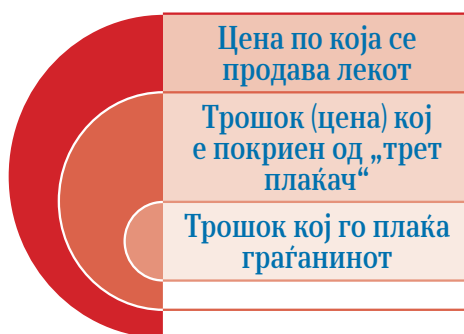 Цена по која се
продава лекот
Трошок (цена) кој
е покриен од „трет
плаќач“
Трошок кој го плаќа
граѓанинот